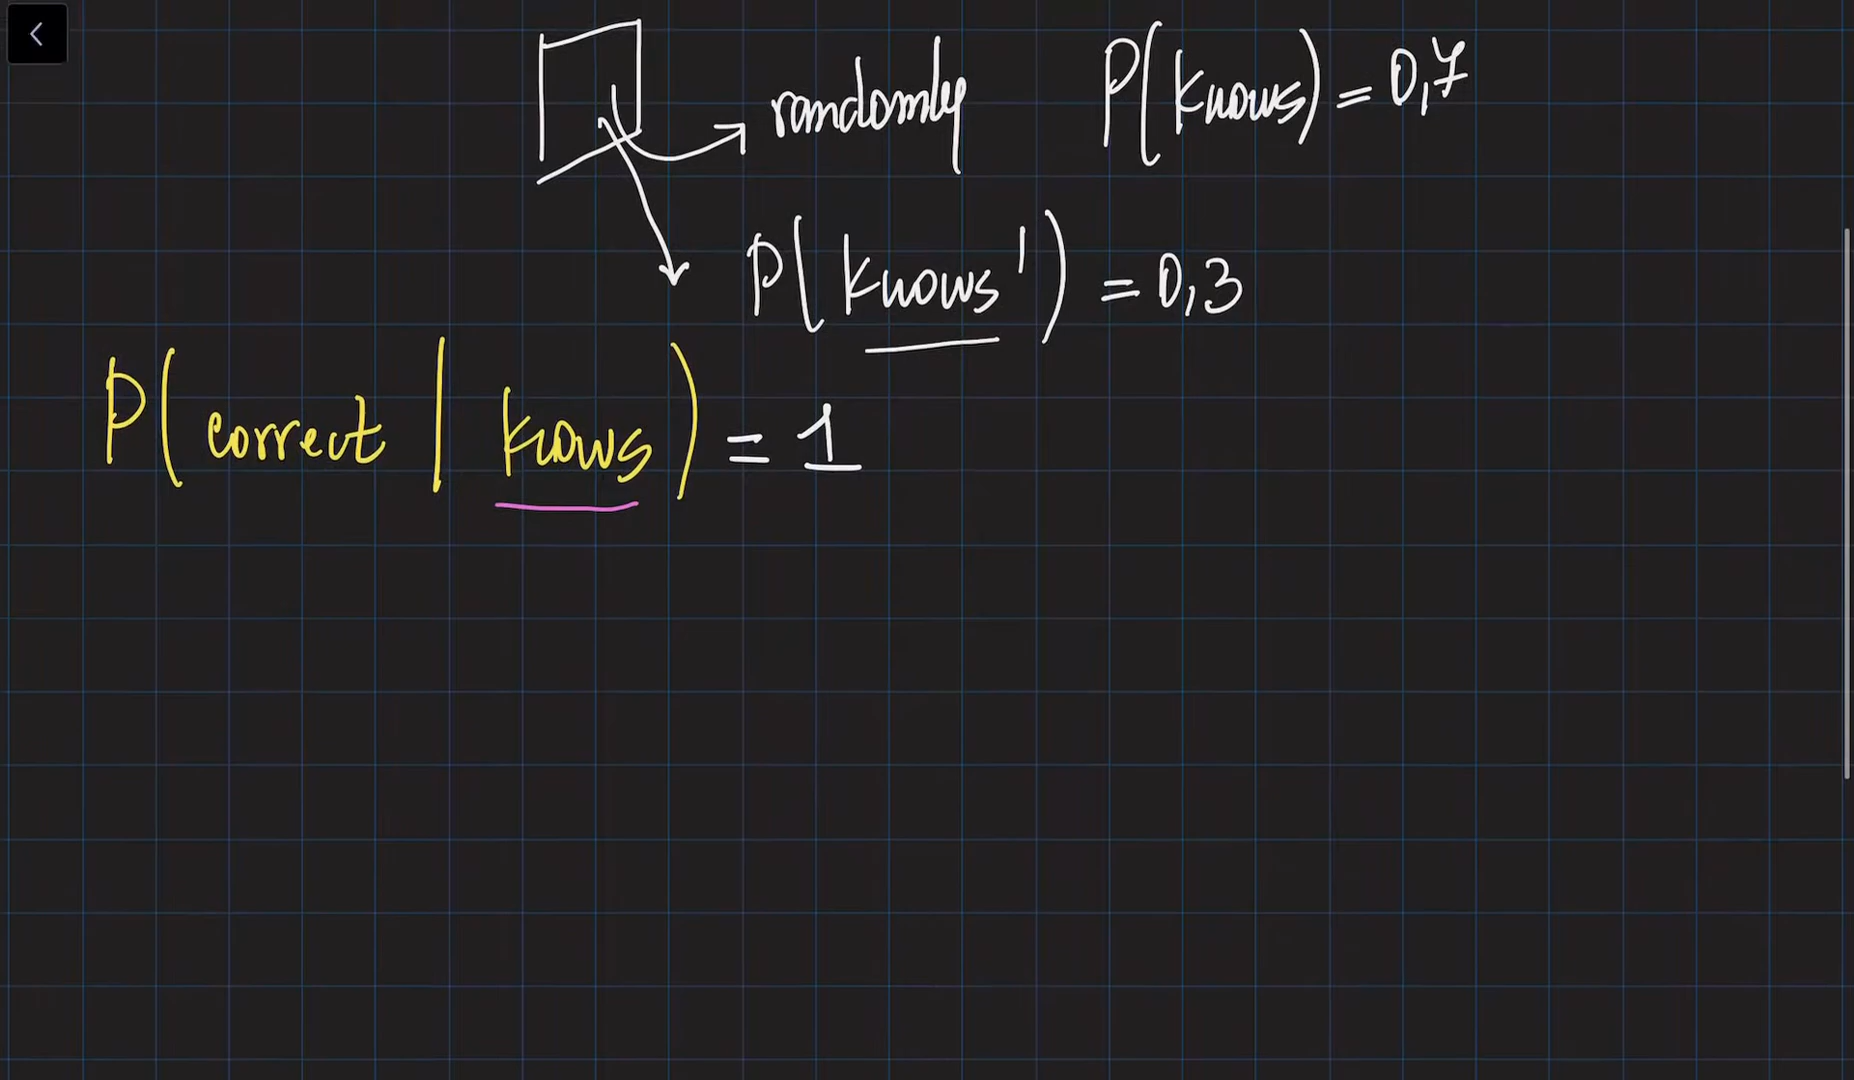 randomly P(knows) = 0,7
P(knows') = 0,3
P(correct | knows) = 1